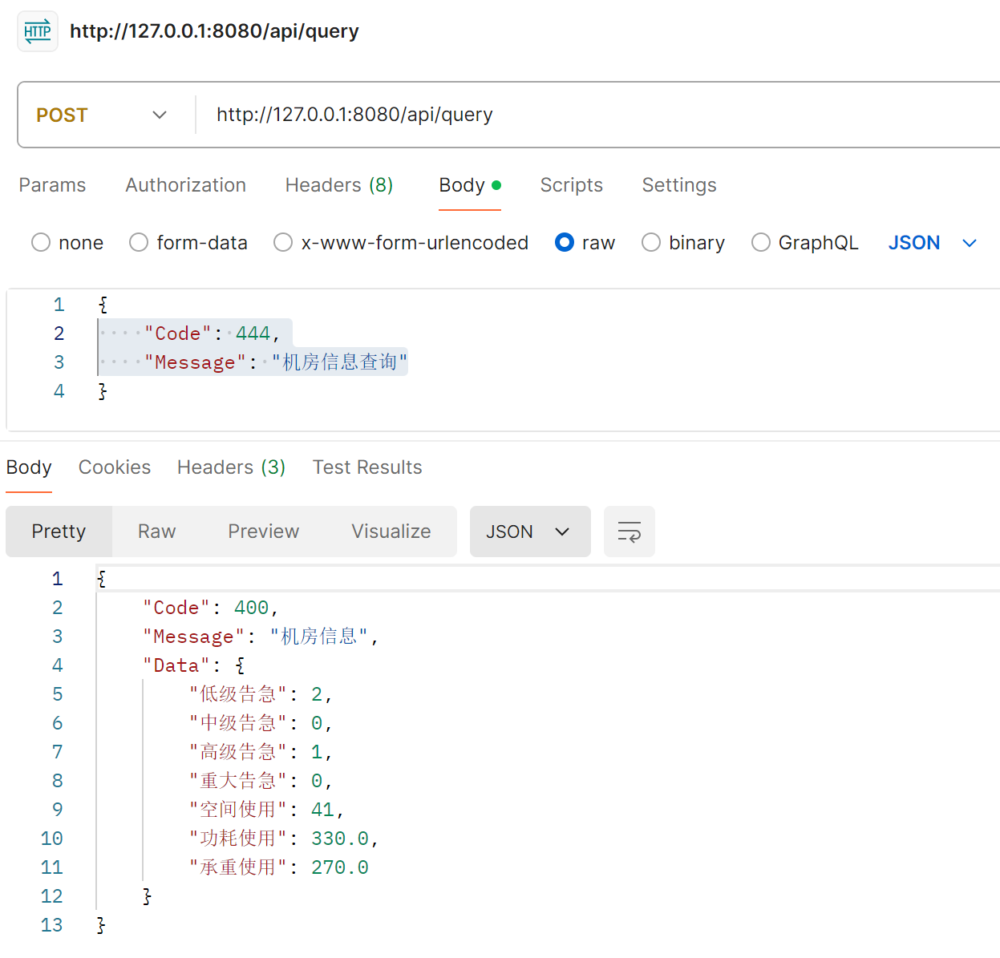 HTTP http://127.0.0.1:8080/api/query
POST http://127.0.0.1:8080/api/query
Params Authorization Headers (8) Body Scripts Settings
none form-data x-www-form-urlencoded raw binary GraphQL JSON
1 {
2 "Code": 444,
3 "Message": "机房信息查询"
4 }
Body Cookies Headers (3) Test Results
Pretty Raw Preview Visualize JSON
1 {
2 "Code": 400,
3 "Message": "机房信息",
4 "Data": {
5 "低级告急": 2,
6 "中级告急": 0,
7 "高级告急": 1,
8 "重大告急": 0,
9 "空间使用": 41,
10 "功耗使用": 330.0,
11 "承重使用": 270.0
12 }
13 }